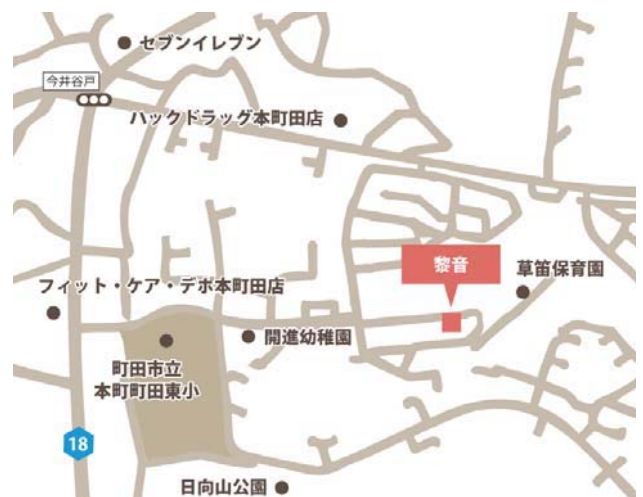 セブンイレブン
今井谷戸
ハックドラッグ本町田店
黎音
草笛保育園
フィット・ケア・デポ本町田店
開進幼稚園
町田市立
本町町田東小
18
日向山公園